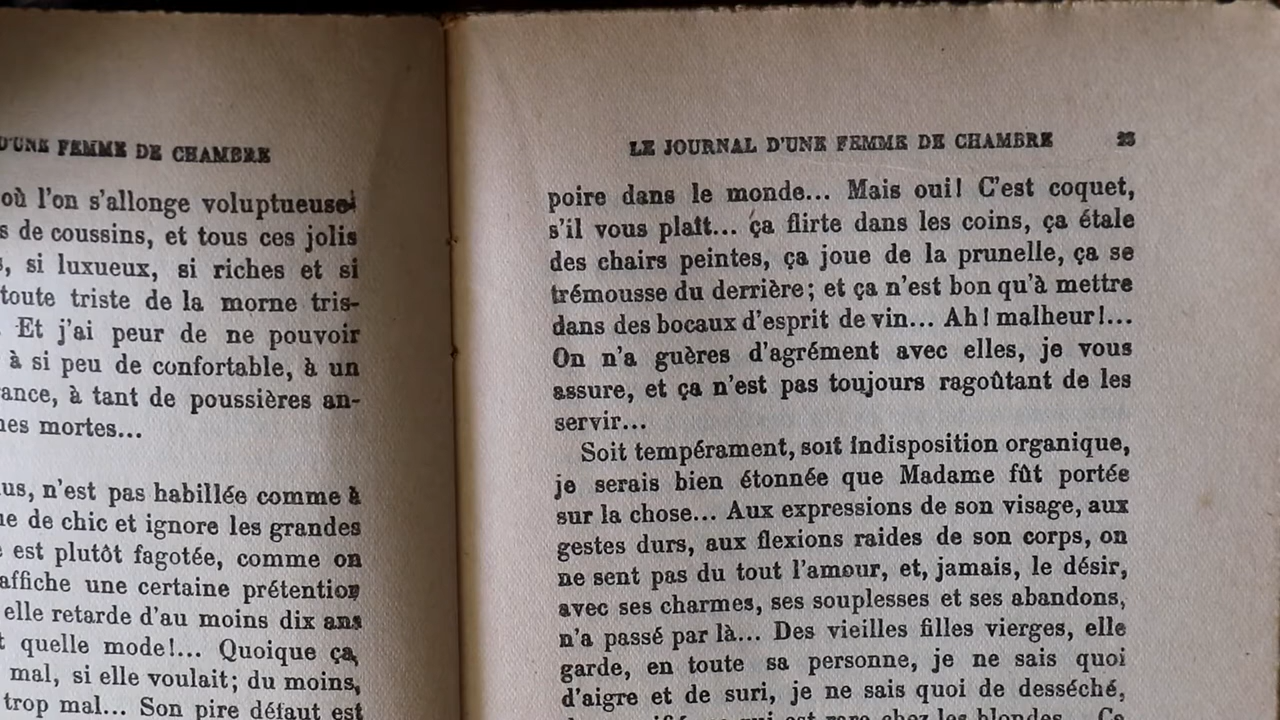 D'UNE FEMME DE CHAMBRE
où l'on s'allonge voluptueuse
de coussins, et tous ces jolis
si luxueux, si riches et si
toute triste de la morne tris-
Et j'ai peur de ne pouvoir
à si peu de confortable, à un
à tant de poussières an-
mortes...
n'est pas habillée comme à
de chic et ignore les grandes
est plutôt fagotée, comme on
affiche une certaine prétention
elle retarde d'au moins dix ans
quelle mode!... Quoique ça,
mal, si elle voulait; du moins,
trop mal... Son pire défaut est
LE JOURNAL D'UNE FEMME DE CHAMBRE 23
poire dans le monde... Mais oui! C'est coquet,
s'il vous plaît... ça flirte dans les coins, ça étale
des chairs peintes, ça joue de la prunelle, ça se
trémousse du derrière; et ça n'est bon qu'à mettre
dans des bocaux d'esprit de vin... Ah! malheur!...
On n'a guères d'agrément avec elles, je vous
assure, et ça n'est pas toujours ragoûtant de les
servir...
Soit tempérament, soit indisposition organique,
je serais bien étonnée que Madame fût portée
sur la chose... Aux expressions de son visage, aux
gestes durs, aux flexions raides de son corps, on
ne sent pas du tout l'amour, et, jamais, le désir,
avec ses charmes, ses souplesses et ses abandons,
n'a passé par là... Des vieilles filles vierges, elle
garde, en toute sa personne, je ne sais quoi
d'aigre et de suri, je ne sais quoi de desséché,
qui est rare chez les blondes...